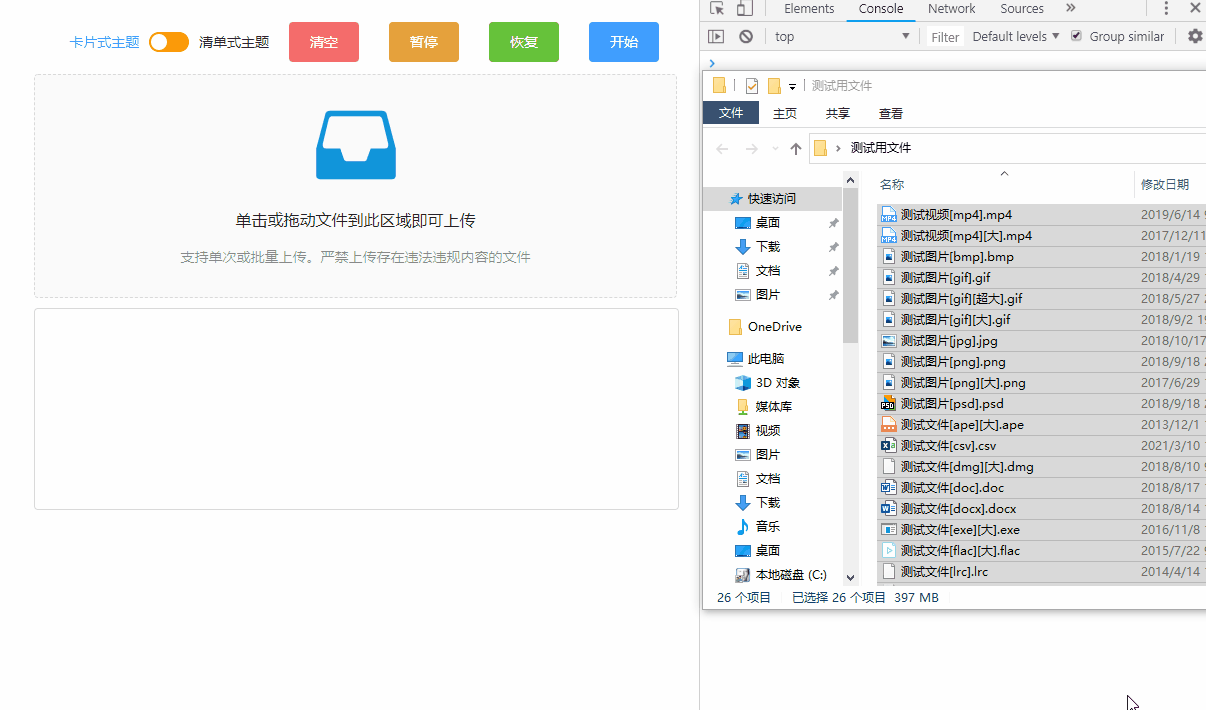 卡片式主题 清单式主题 清空 暂停 恢复 开始
单击或拖动文件到此区域即可上传
支持单次或批量上传。严禁上传存在违法违规内容的文件
Elements Console Network Sources
top Filter Default levels Group similar
测试用文件
文件 主页 共享 查看
测试用文件
快速访问
桌面
下载
文档
图片
OneDrive
此电脑
3D 对象
媒体库
视频
图片
文档
下载
音乐
桌面
本地磁盘 (C:)
名称 修改日期
测试视频[mp4].mp4 2019/6/14
测试视频[mp4][大].mp4 2017/12/11
测试图片[bmp].bmp 2018/1/19
测试图片[gif].gif 2018/4/29
测试图片[gif][超大].gif 2018/5/27
测试图片[gif][大].gif 2018/9/2
测试图片[jpg].jpg 2018/10/17
测试图片[png].png 2018/9/18
测试图片[png][大].png 2017/6/29
测试图片[psd].psd 2018/9/18
测试文件[ape][大].ape 2013/12/1
测试文件[csv].csv 2021/3/10
测试文件[dmg][大].dmg 2018/8/10
测试文件[doc].doc 2018/8/17
测试文件[docx].docx 2018/8/14
测试文件[exe][大].exe 2016/11/8
测试文件[flac][大].flac 2015/7/22
测试文件[lrc].lrc 2014/4/14
26 个项目 已选择 26 个项目 397 MB